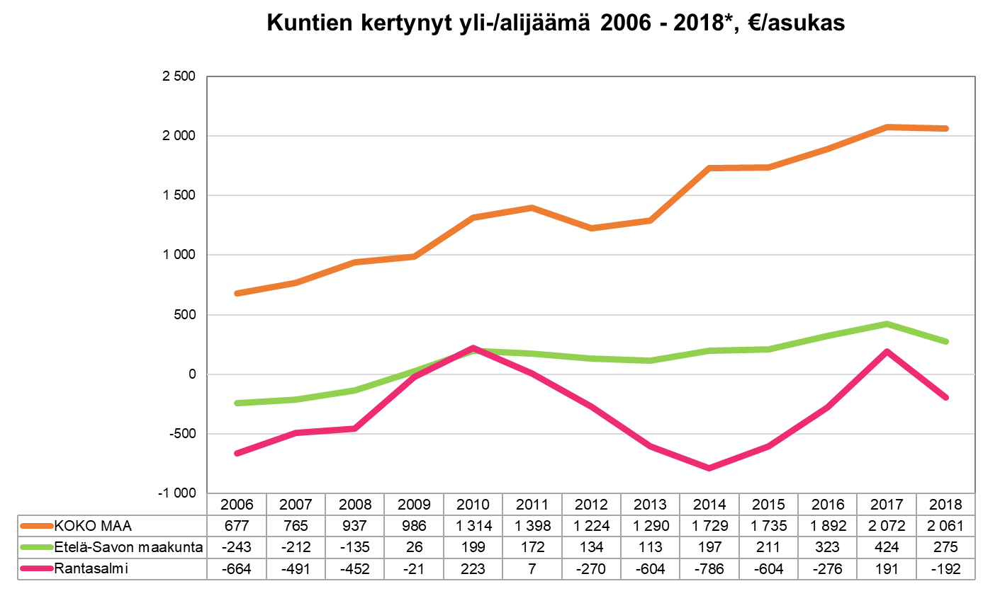 Kuntien kertynyt yli-/alijäämä 2006 - 2018*, €/asukas
2 500
2 000
1 500
1 000
500
0
-500
-1 000
2006 2007 2008 2009 2010 2011 2012 2013 2014 2015 2016 2017 2018
KOKO MAA 677 765 937 986 1 314 1 398 1 224 1 290 1 729 1 735 1 892 2 072 2 061
Etelä-Savon maakunta -243 -212 -135 26 199 172 134 113 197 211 323 424 275
Rantasalmi -664 -491 -452 -21 223 7 -270 -604 -786 -604 -276 191 -192